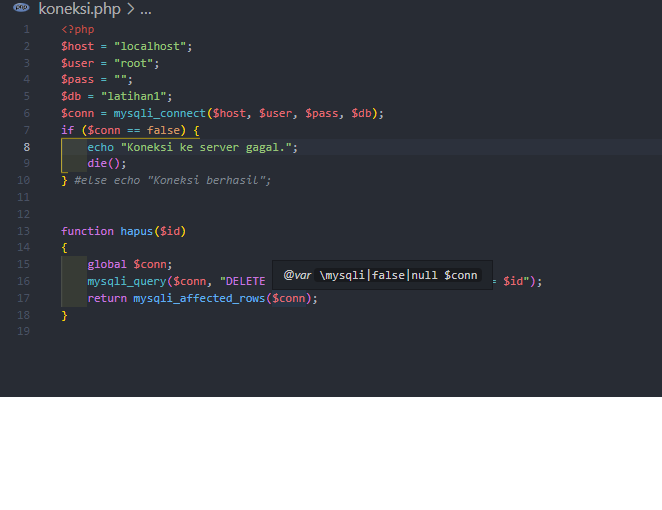 koneksi.php > ...
1 <?php
2 $host = "localhost";
3 $user = "root";
4 $pass = "";
5 $db = "latihan1";
6 $conn = mysqli_connect($host, $user, $pass, $db);
7 if ($conn == false) {
8 echo "Koneksi ke server gagal.";
9 die();
10 } #else echo "Koneksi berhasil";
11
12
13 function hapus($id)
14 {
15 global $conn;
@var \mysqli|false|null $conn
16 mysqli_query($conn, "DELETE = $id");
17 return mysqli_affected_rows($conn);
18 }
19